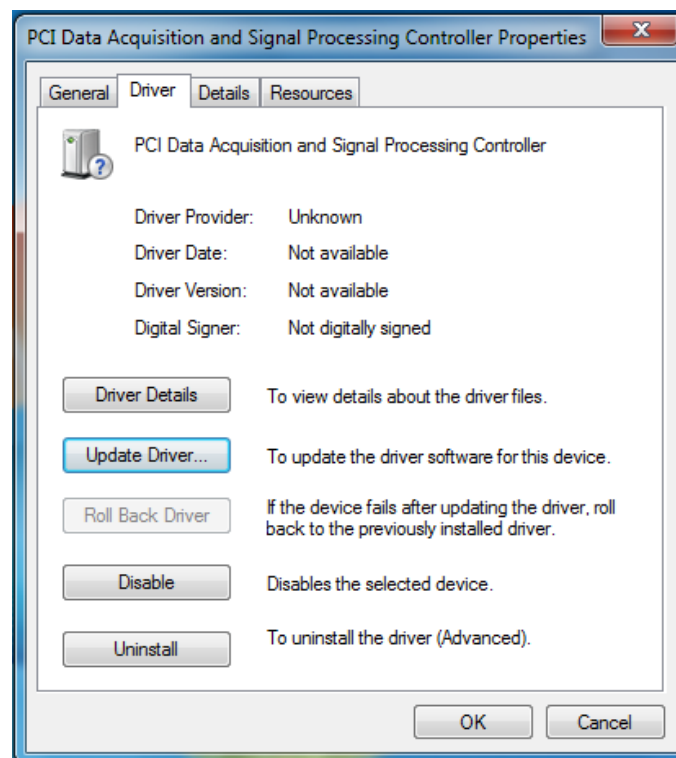 PCI Data Acquisition and Signal Processing Controller Properties
General Driver Details Resources
PCI Data Acquisition and Signal Processing Controller
Driver Provider: Unknown
Driver Date: Not available
Driver Version: Not available
Digital Signer: Not digitally signed
Driver Details To view details about the driver files.
Update Driver... To update the driver software for this device.
Roll Back Driver If the device fails after updating the driver, roll
back to the previously installed driver.
Disable Disables the selected device.
Uninstall To uninstall the driver (Advanced).
OK Cancel